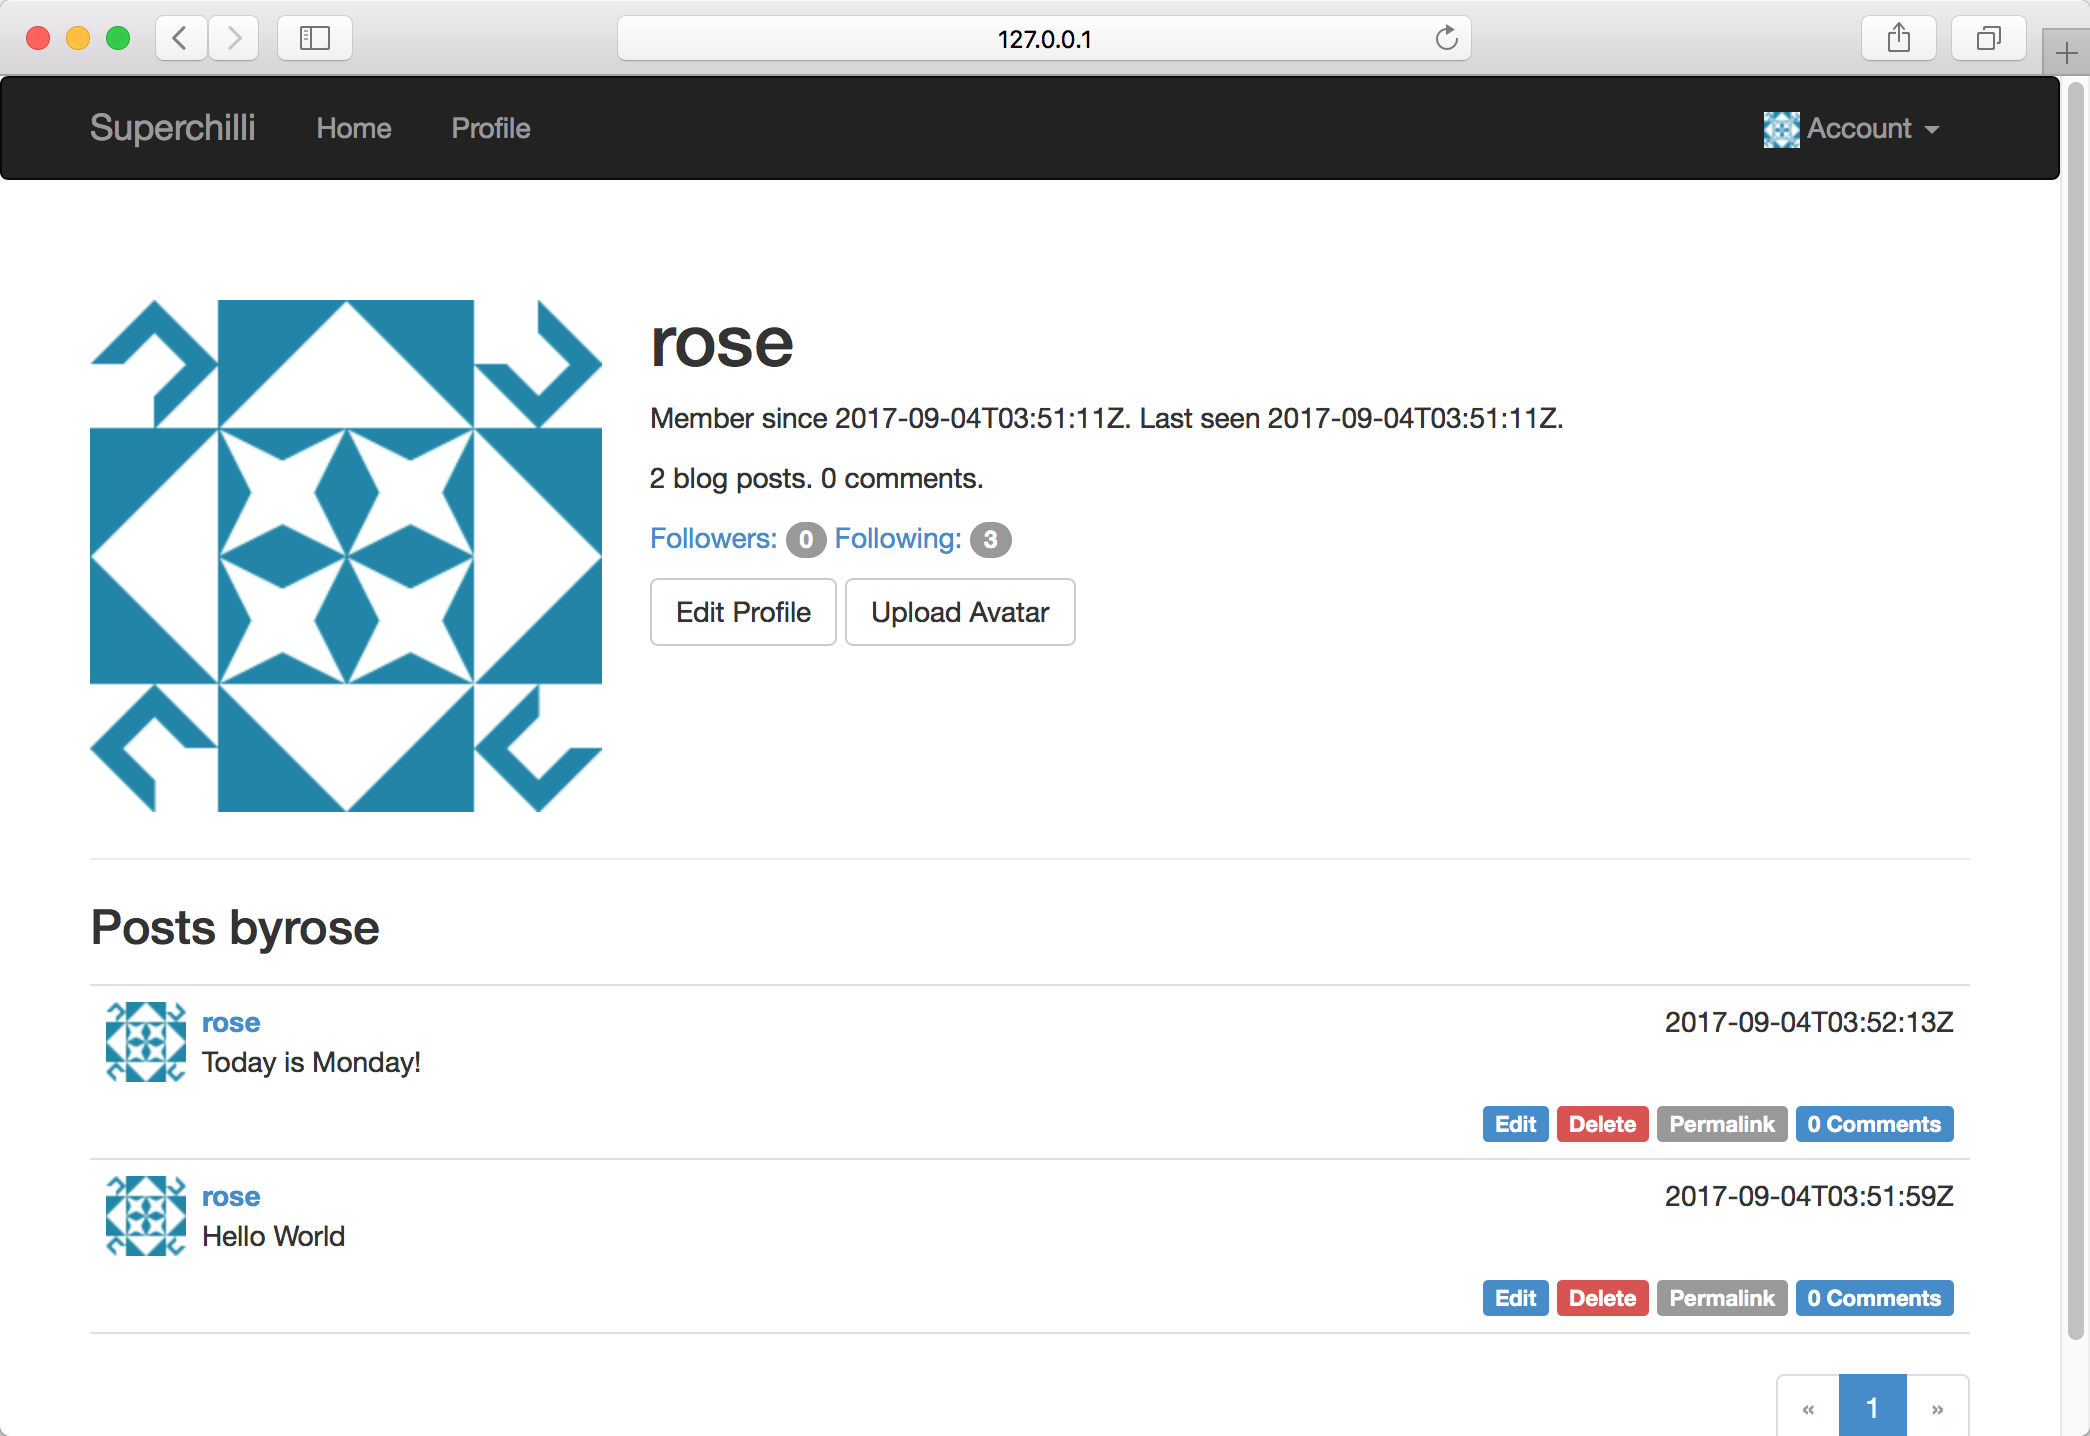 127.0.0.1
Superchilli Home Profile Account
rose
Member since 2017-09-04T03:51:11Z. Last seen 2017-09-04T03:51:11Z.
2 blog posts. 0 comments.
Followers: 0 Following: 3
Edit Profile Upload Avatar
Posts byrose
rose 2017-09-04T03:52:13Z
Today is Monday!
Edit Delete Permalink 0 Comments
rose 2017-09-04T03:51:59Z
Hello World
Edit Delete Permalink 0 Comments
« 1 »